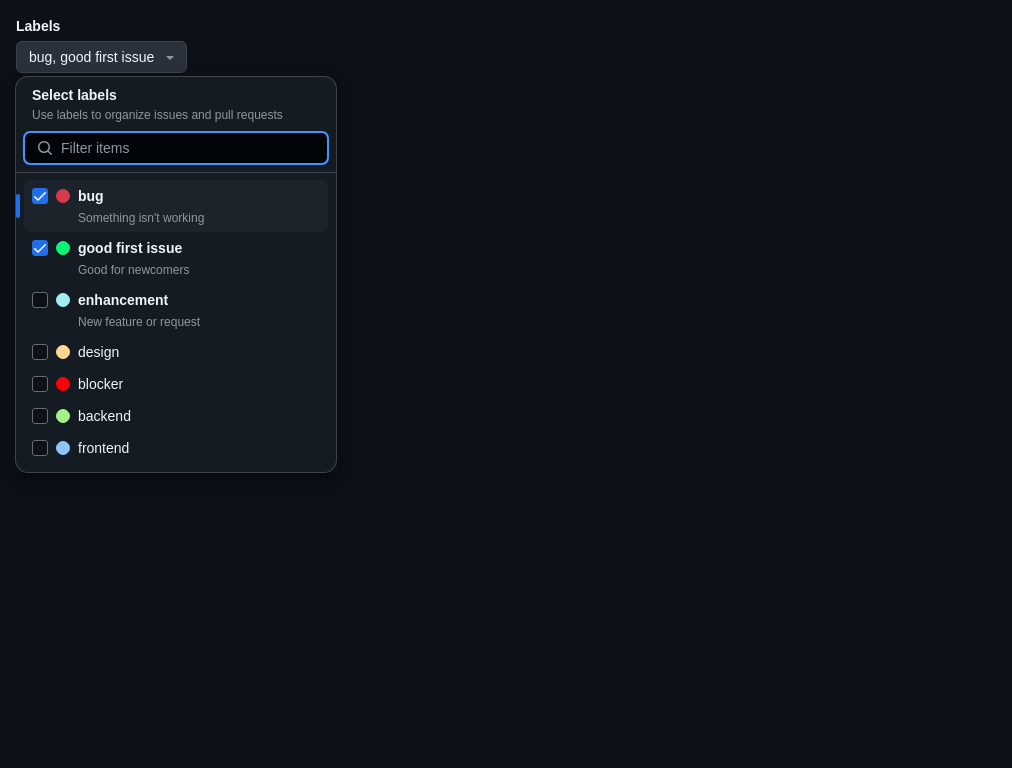 Labels
bug, good first issue
Select labels
Use labels to organize issues and pull requests
Filter items
bug
Something isn't working
good first issue
Good for newcomers
enhancement
New feature or request
design
blocker
backend
frontend